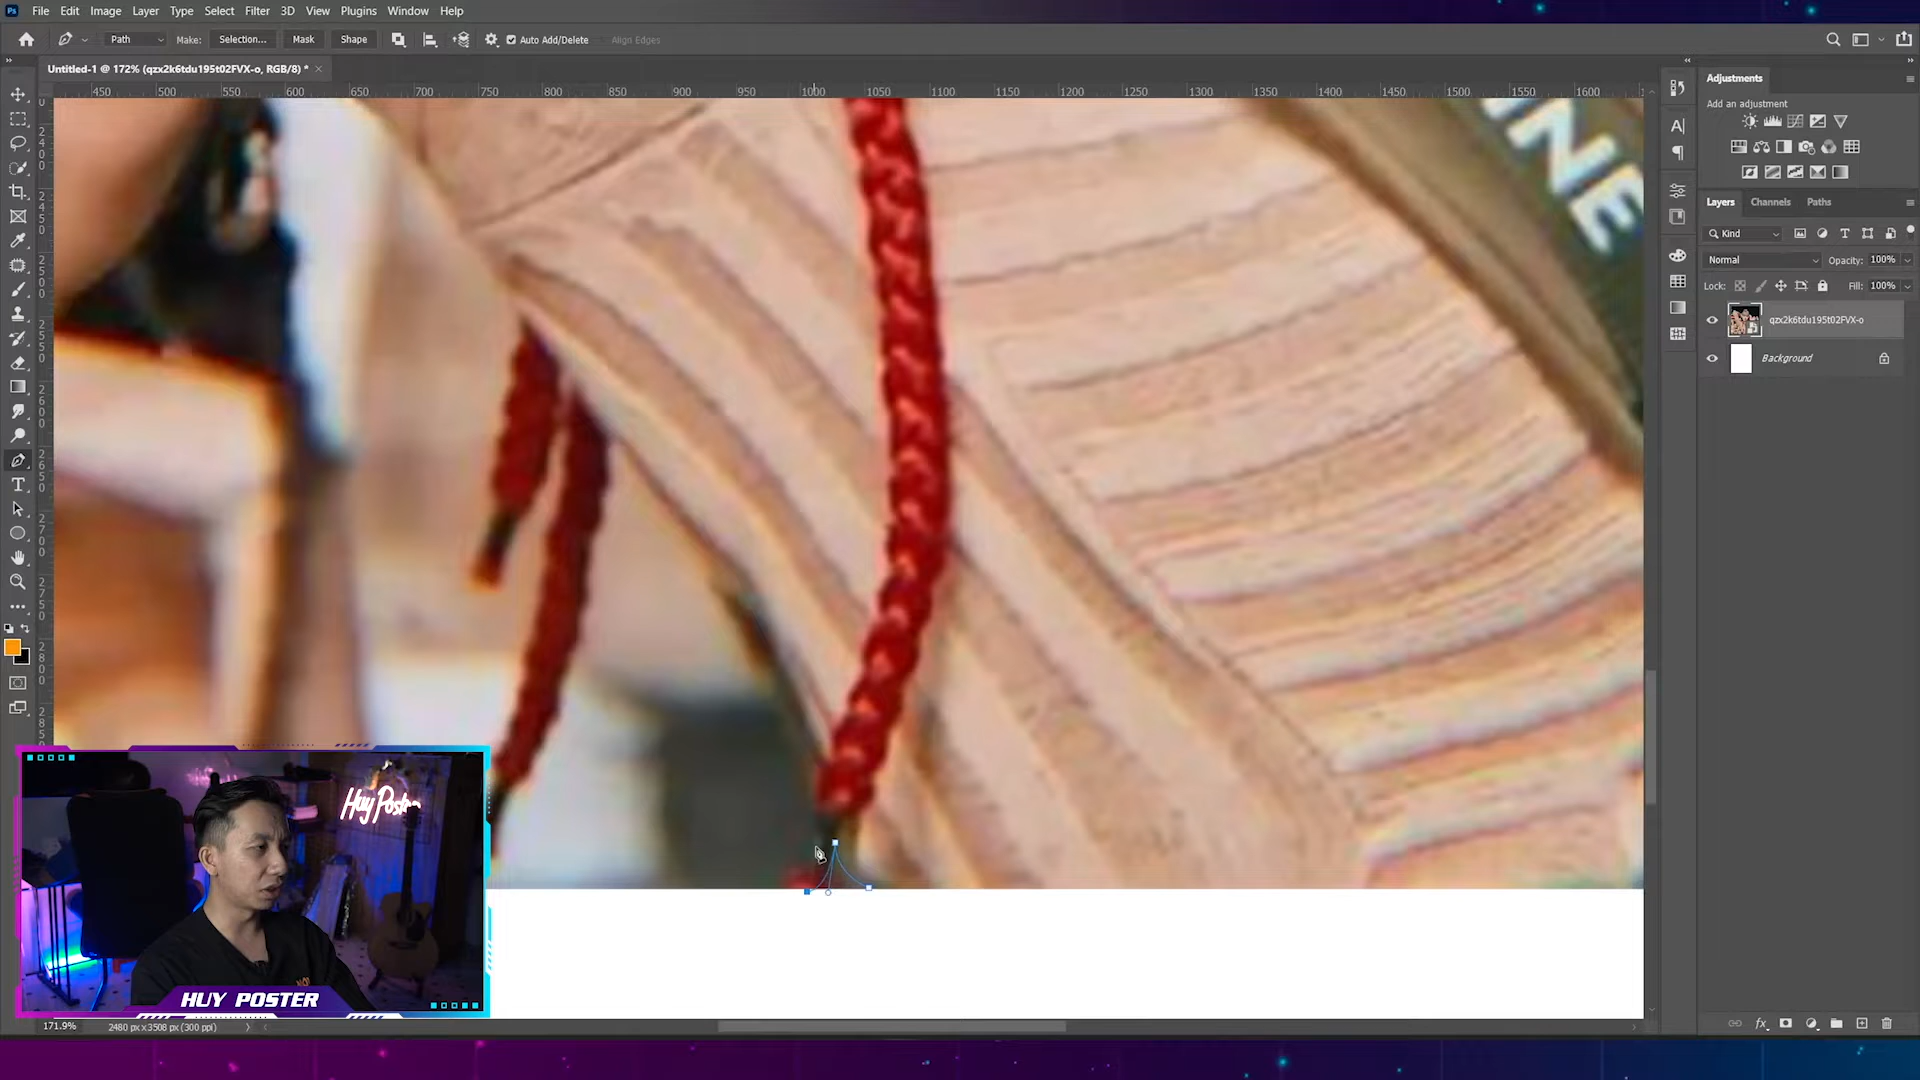 Ps File Edit Image Layer Type Select Filter 3D View Plugins Window Help
Path Make: Selection... Mask Shape Auto Add/Delete Align Edges
Untitled-1 @ 172% (qzx2k6tdu195t02FVX-o, RGB/8) *
450 500 550 600 650 700 750 800 850 900 950 1000 1050 1100 1150 1200 1250 1300 1350 1400 1450 1500 1550 1600
INE
Adjustments
Add an adjustment
Layers Channels Paths
Kind
Normal Opacity: 100%
Lock: Fill: 100%
qzx2k6tdu195t02FVX-o
Background
Huy Poster
HUY POSTER
171.9% 2480 px x 3508 px (300 ppi)